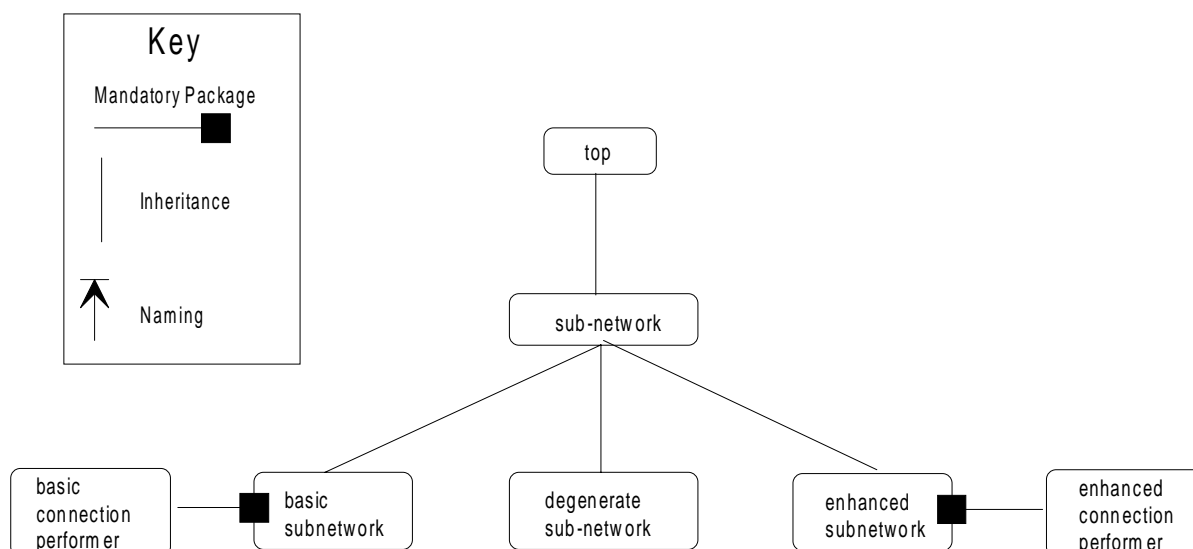 Key
Mandatory Package
Inheritance
Naming
top
sub-network
basic
connection
performer
basic
subnetwork
degenerate
sub-network
enhanced
subnetwork
enhanced
connection
performer